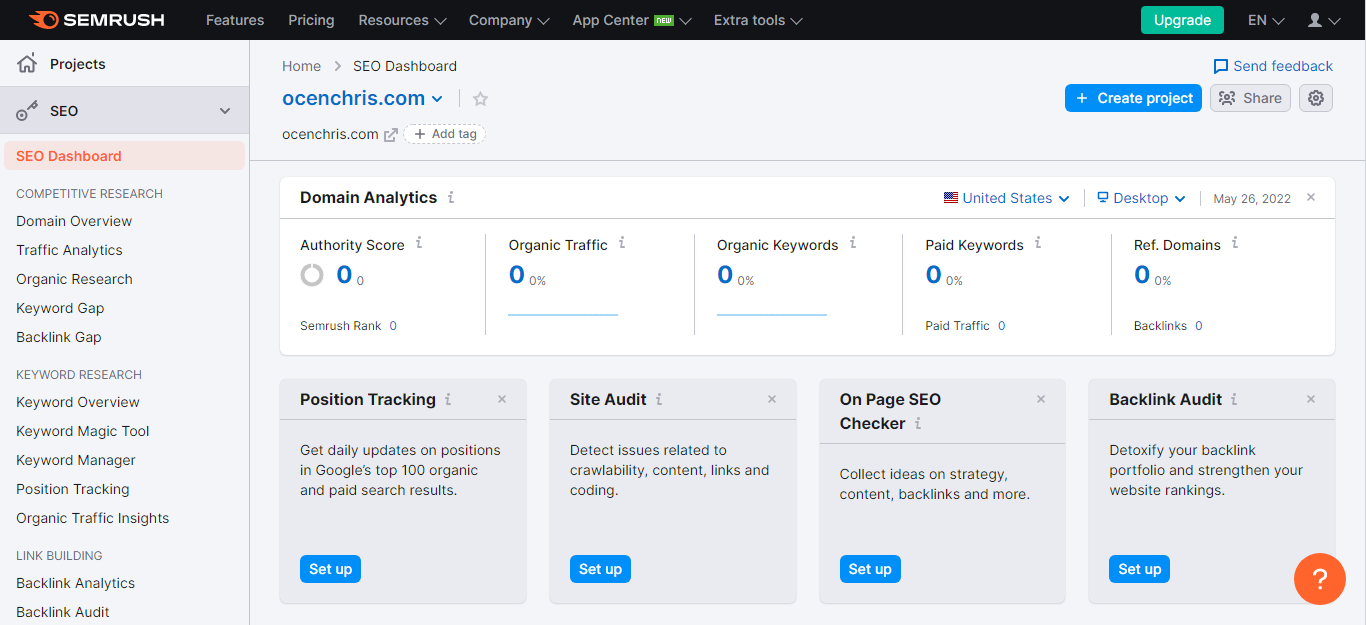 SEMRUSH Features Pricing Resources Company App Center NEW Extra tools Upgrade EN
Projects
SEO
SEO Dashboard
COMPETITIVE RESEARCH
Domain Overview
Traffic Analytics
Organic Research
Keyword Gap
Backlink Gap
KEYWORD RESEARCH
Keyword Overview
Keyword Magic Tool
Keyword Manager
Position Tracking
Organic Traffic Insights
LINK BUILDING
Backlink Analytics
Backlink Audit
Home > SEO Dashboard
Send feedback
ocenchris.com
+ Create project
Share
ocenchris.com
+ Add tag
Domain Analytics i
United States
Desktop
May 26, 2022 ×
Authority Score i
0 0
Semrush Rank 0
Organic Traffic i
0 0%
Organic Keywords i
0 0%
Paid Keywords i
0 0%
Paid Traffic 0
Ref. Domains i
0 0%
Backlinks 0
Position Tracking i ×
Get daily updates on positions
in Google's top 100 organic
and paid search results.
Set up
Site Audit i ×
Detect issues related to
crawlability, content, links and
coding.
Set up
On Page SEO
Checker i ×
Collect ideas on strategy,
content, backlinks and more.
Set up
Backlink Audit i ×
Detoxify your backlink
portfolio and strengthen your
website rankings.
Set up
?